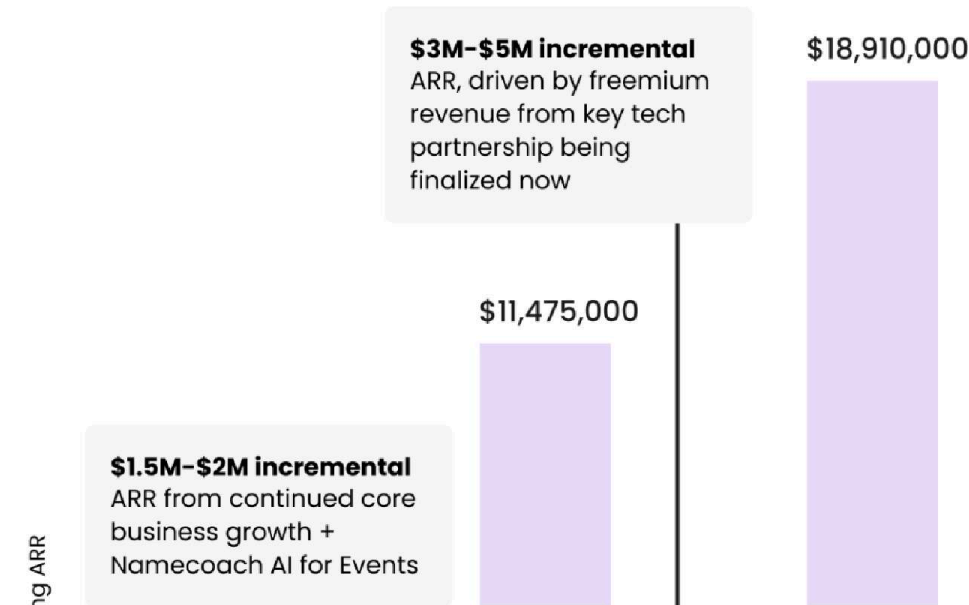 $3M-$5M incremental
ARR, driven by freemium
revenue from key tech
partnership being
finalized now
$18,910,000
$11,475,000
$1.5M-$2M incremental
ARR from continued core
business growth +
Namecoach AI for Events
ARR